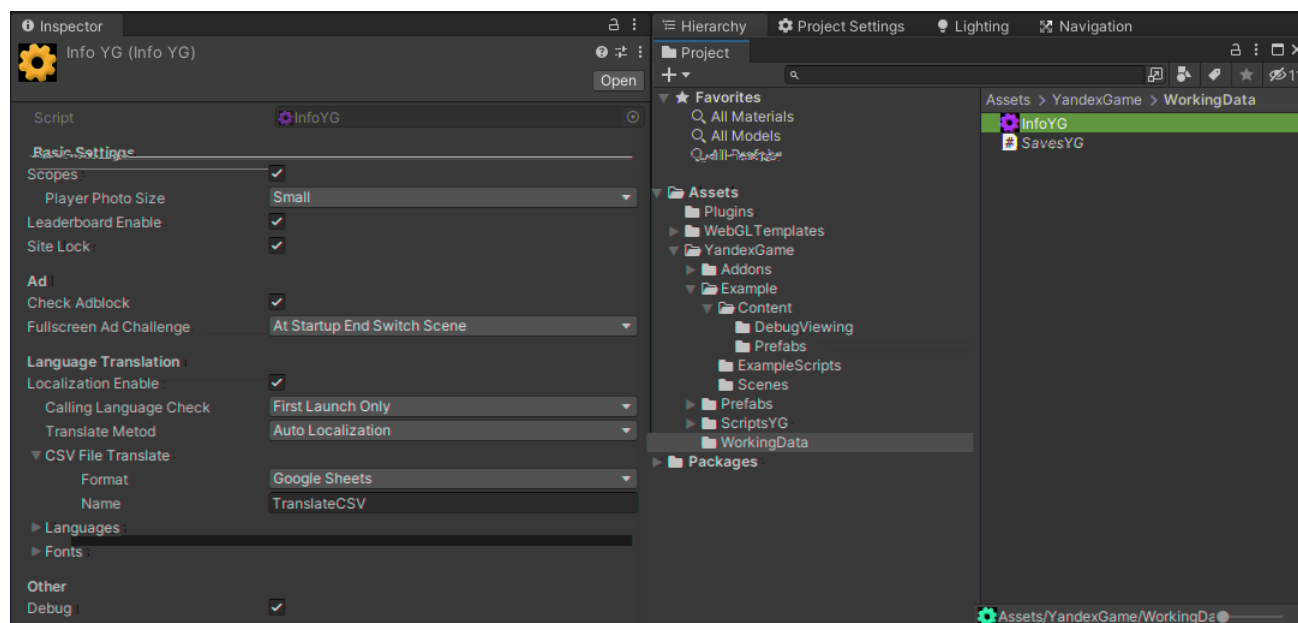 Inspector
Info YG (Info YG)
Open
Script InfoYG
Basic Settings
Scopes
Player Photo Size Small
Leaderboard Enable
Site Lock
Ad
Check Adblock
Fullscreen Ad Challenge At Startup End Switch Scene
Language Translation
Localization Enable
Calling Language Check First Launch Only
Translate Metod Auto Localization
CSV File Translate
Format Google Sheets
Name TranslateCSV
Languages
Fonts
Other
Debug
Hierarchy Project Settings Lighting Navigation
Project
Favorites
All Materials
All Models
Assets
Plugins
WebGLTemplates
YandexGame
Addons
Example
Content
DebugViewing
Prefabs
ExampleScripts
Scenes
Prefabs
ScriptsYG
WorkingData
Packages
Assets > YandexGame > WorkingData
InfoYG
SavesYG
Assets/YandexGame/WorkingDa